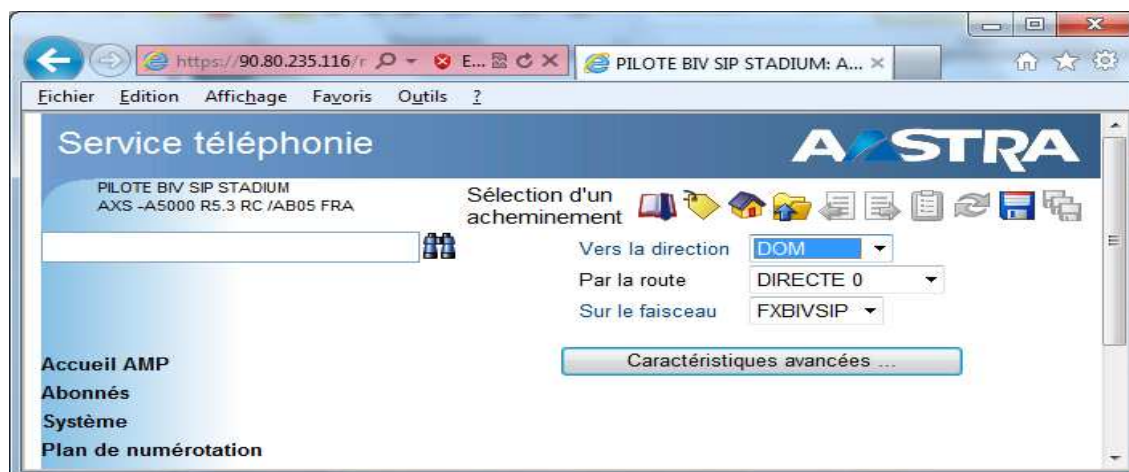 https://90.80.235.116/r
E...
PILOTE BIV SIP STADIUM: A...
Fichier Edition Affichage Favoris Outils ?
Service téléphonie
AASTRA
PILOTE BIV SIP STADIUM
AXS -A5000 R5.3 RC /AB05 FRA
Sélection d'un
acheminement
Vers la direction DOM
Par la route DIRECTE 0
Sur le faisceau FXBIVSIP
Caractéristiques avancées ...
Accueil AMP
Abonnés
Système
Plan de numérotation